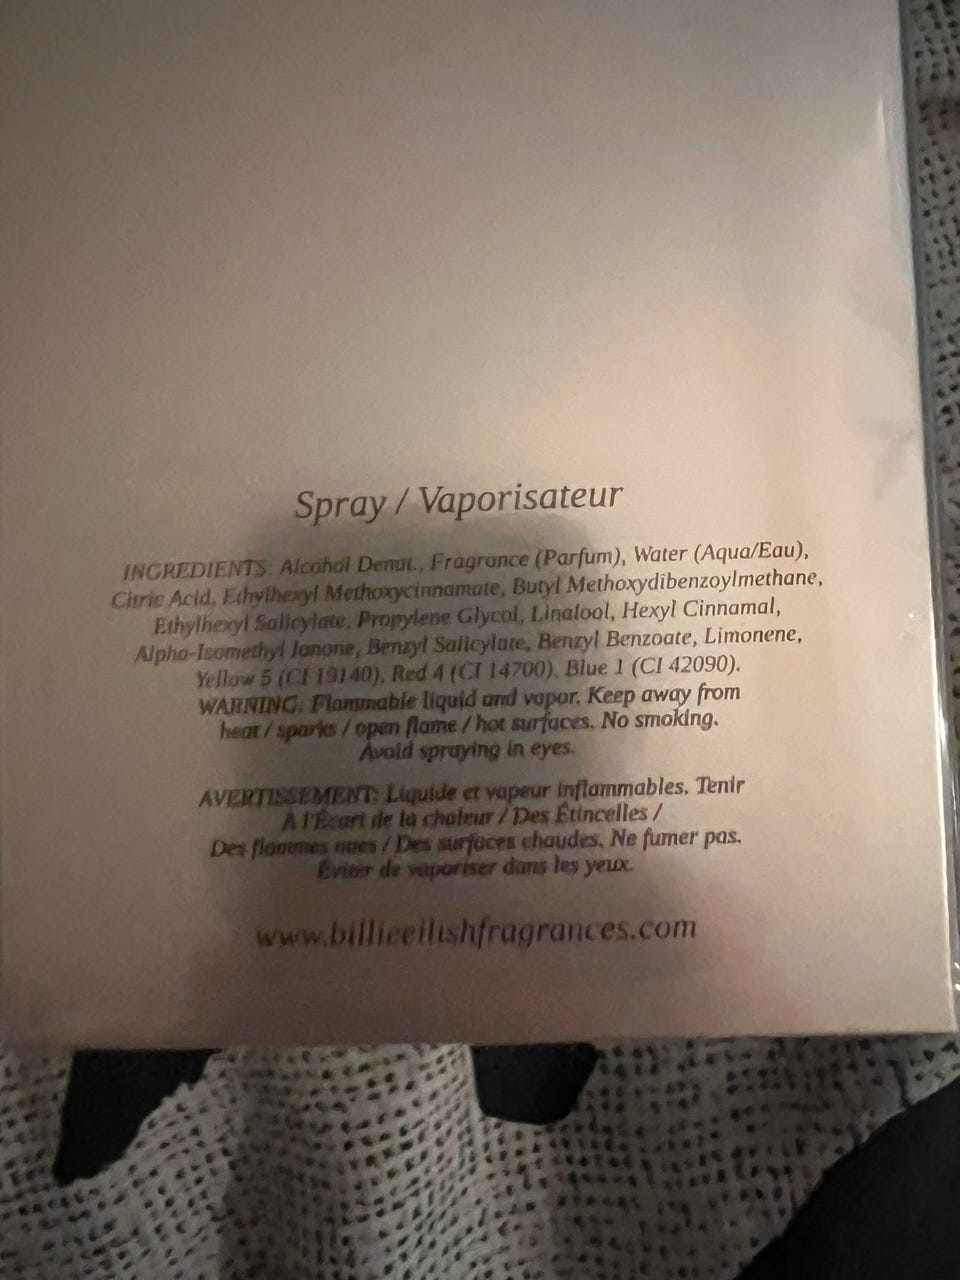 Spray / Vaporisateur
INGREDIENTS: Alcohol Denat., Fragrance (Parfum), Water (Aqua/Eau),
Citric Acid, Ethylhexyl Methoxycinnamate, Butyl Methoxydibenzoylmethane,
Ethylhexyl Salicylate, Propylene Glycol, Linalool, Hexyl Cinnamal,
Alpha-Isomethyl Ionone, Benzyl Salicylate, Benzyl Benzoate, Limonene,
Yellow 5 (CI 19140), Red 4 (CI 14700), Blue 1 (CI 42090).
WARNING: Flammable liquid and vapor. Keep away from
heat / sparks / open flame / hot surfaces. No smoking.
Avoid spraying in eyes.
AVERTISSEMENT: Liquide et vapeur inflammables. Tenir
À l'Écart de la chaleur / Des Étincelles /
Des flammes nues / Des surfaces chaudes. Ne fumer pas.
Éviter de vaporiser dans les yeux.
www.billieeilishfragrances.com